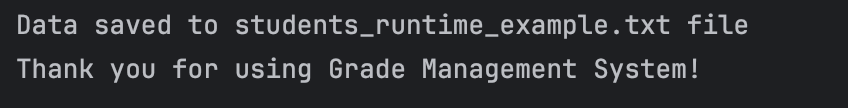 Data saved to students_runtime_example.txt file
Thank you for using Grade Management System!